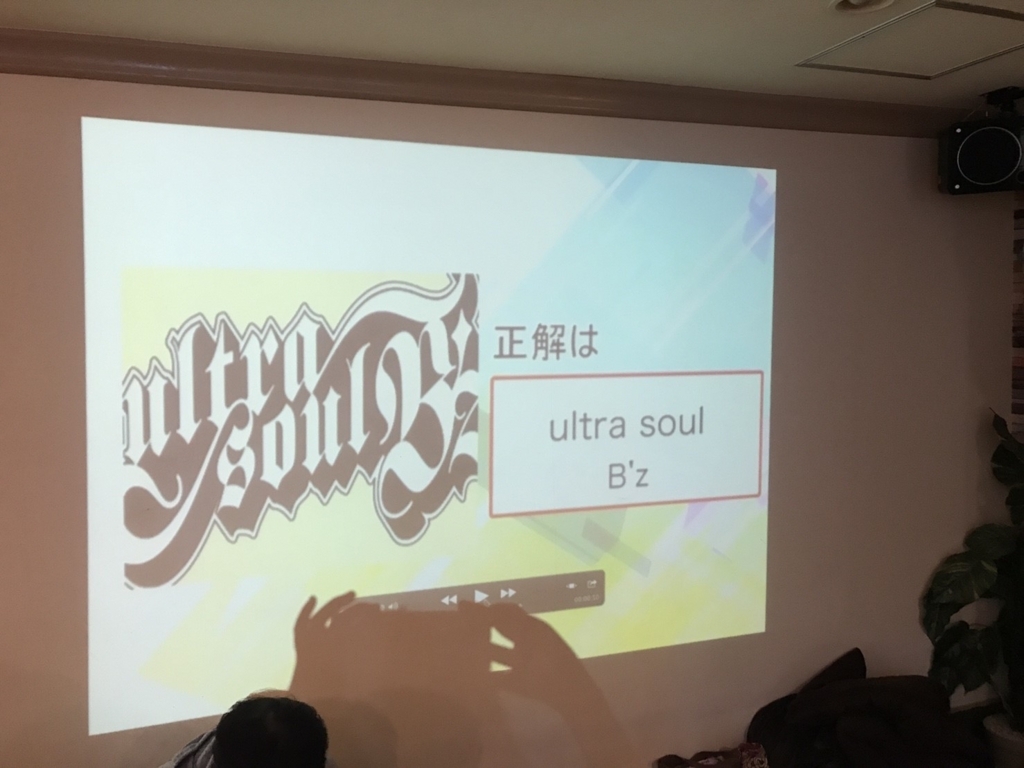 ultra
soul
B'z
正解は
ultra soul
B'z